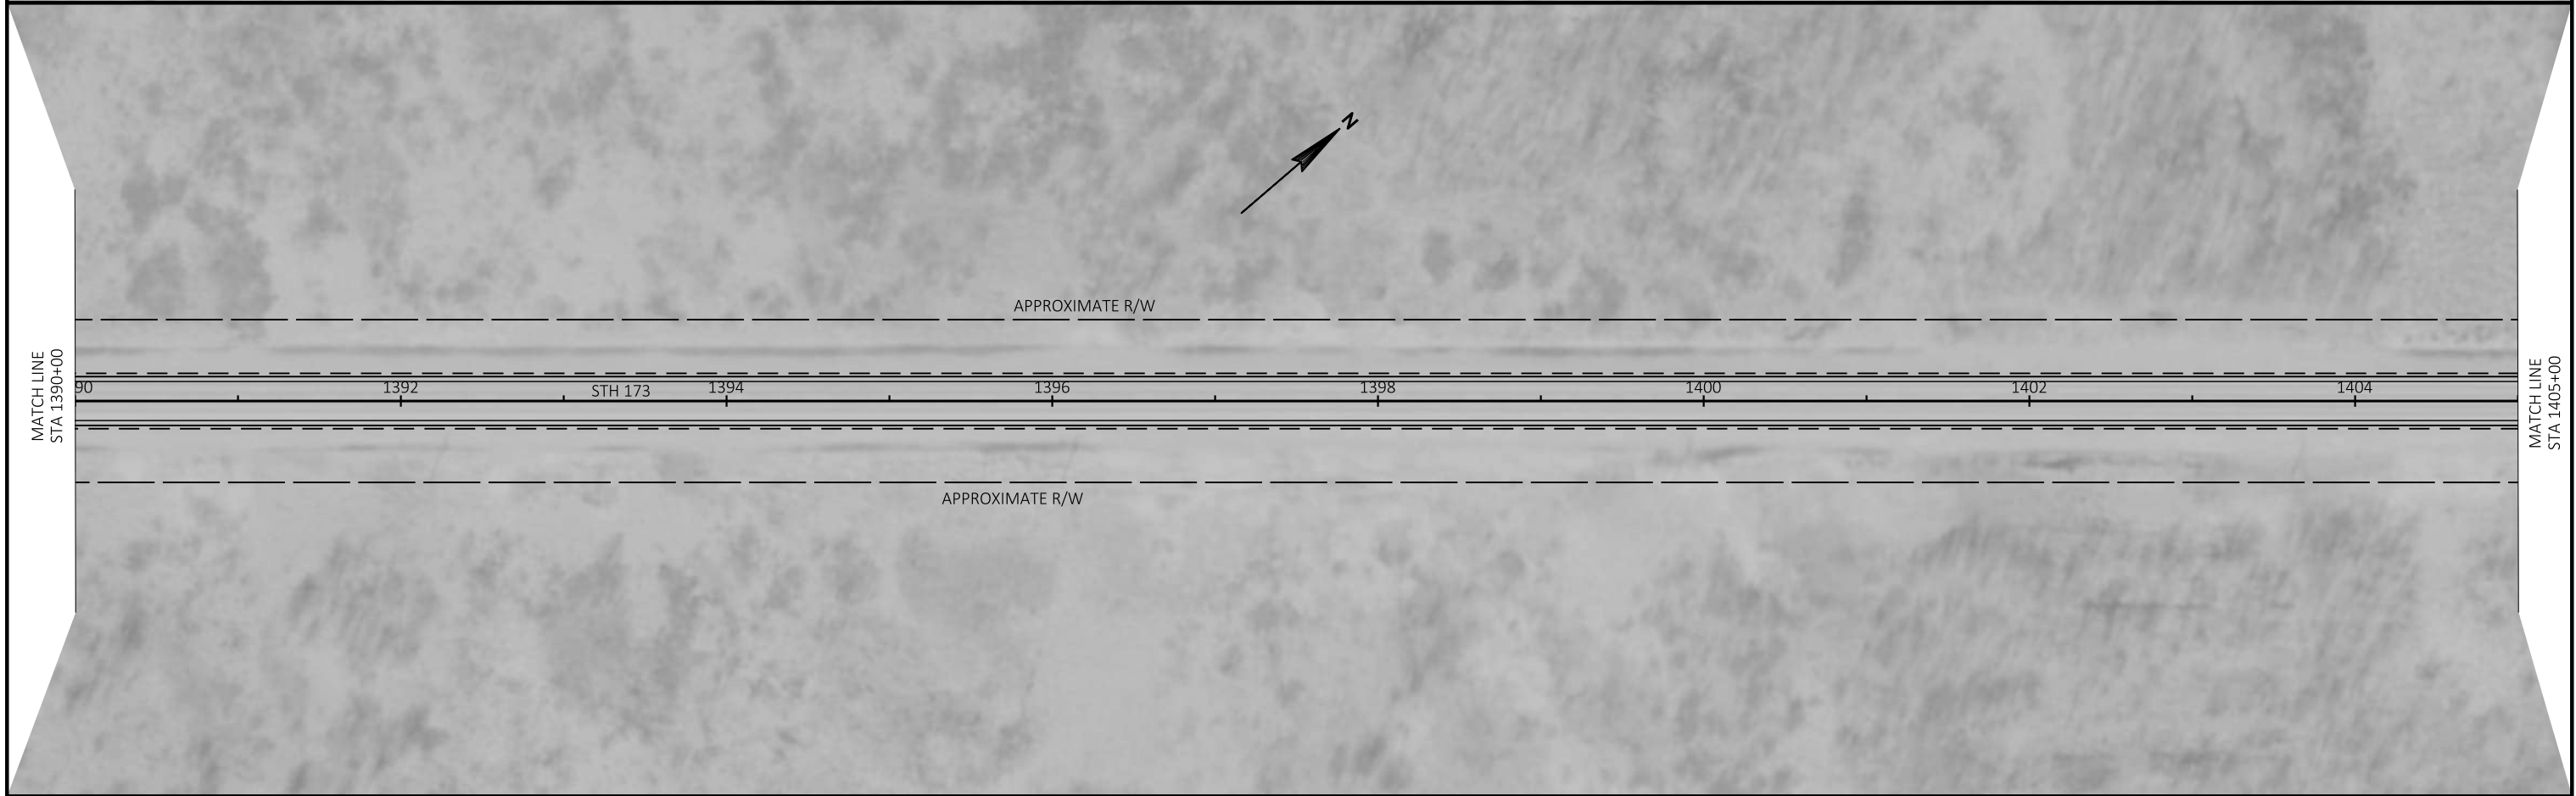 N
APPROXIMATE R/W
MATCH LINE
STA 1390+00
90
1392
STH 173
1394
1396
1398
1400
1402
1404
MATCH LINE
STA 1405+00
APPROXIMATE R/W